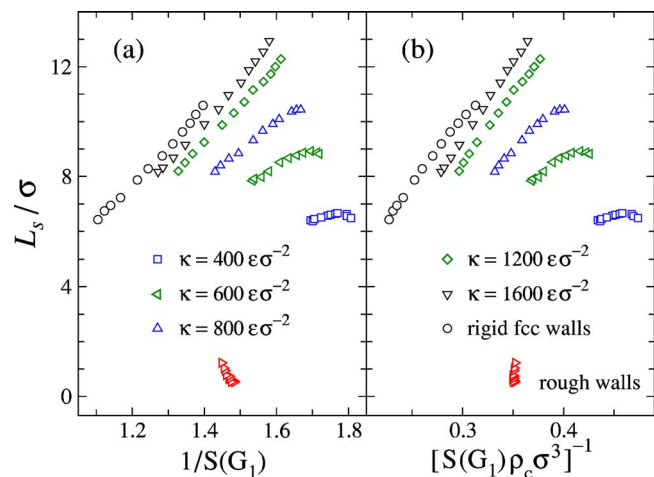 (a)
(b)
12
8
4
0
L_s / σ
κ = 400 εσ⁻²
κ = 600 εσ⁻²
κ = 800 εσ⁻²
κ = 1200 εσ⁻²
κ = 1600 εσ⁻²
rigid fcc walls
rough walls
1.2 1.4 1.6 1.8
0.3 0.4
1/S(G₁)
[S(G₁)ρ_c σ³]⁻¹